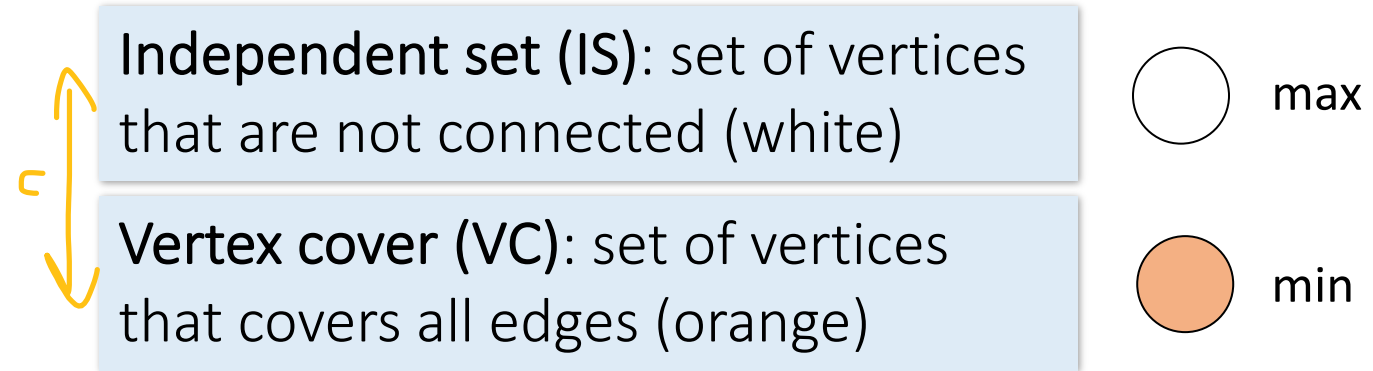 Independent set (IS): set of vertices
that are not connected (white)
max
Vertex cover (VC): set of vertices
that covers all edges (orange)
min